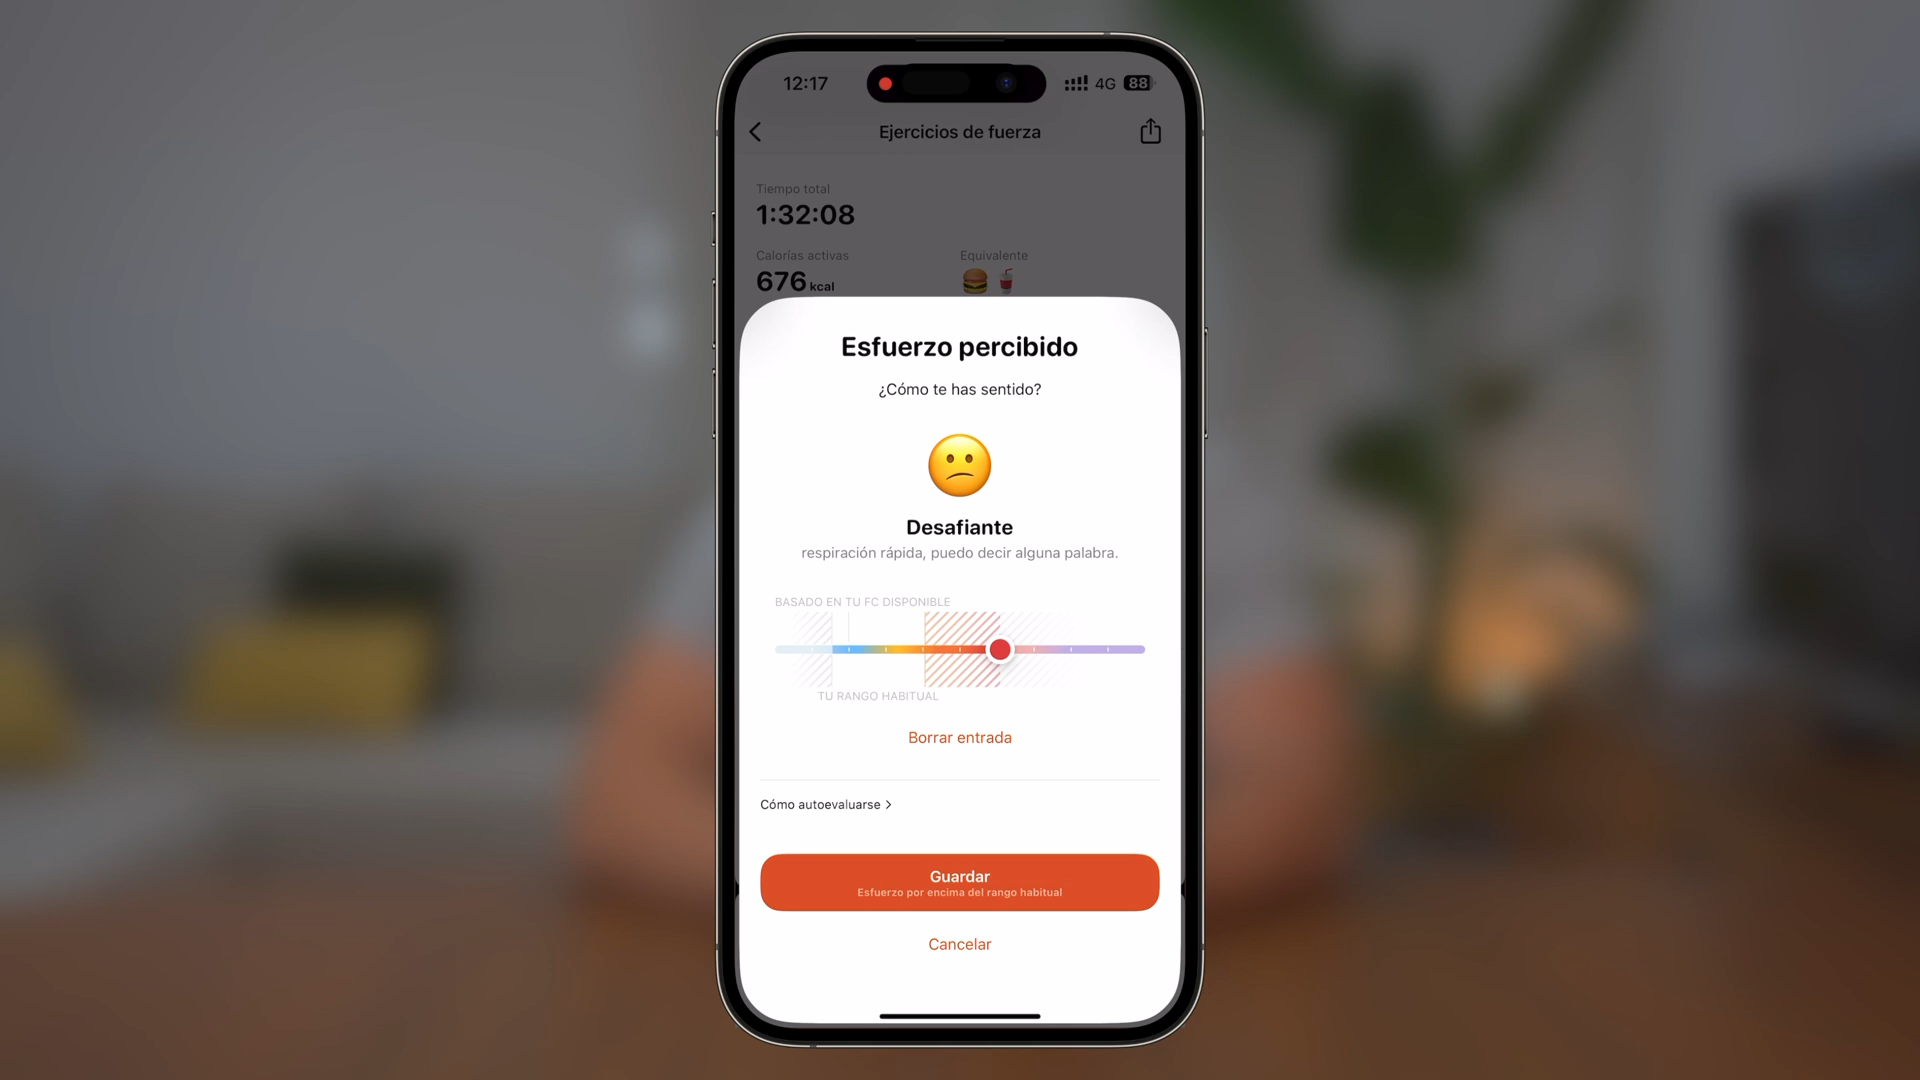 12:17
4G
88
Ejercicios de fuerza
Tiempo total
1:32:08
Calorías activas
Equivalente
676 kcal
Esfuerzo percibido
¿Cómo te has sentido?
Desafiante
respiración rápida, puedo decir alguna palabra.
BASADO EN TU FC DISPONIBLE
TU RANGO HABITUAL
Borrar entrada
Cómo autoevaluarse >
Guardar
Esfuerzo por encima del rango habitual
Cancelar